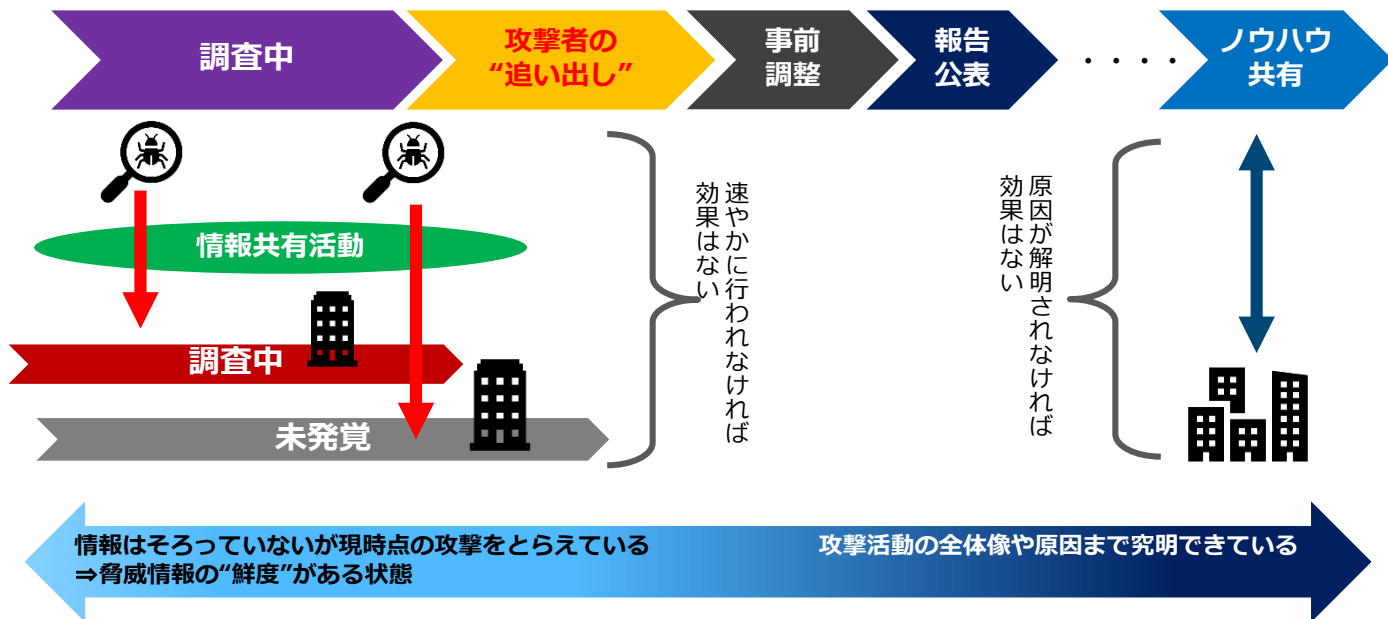 調査中
攻撃者の
“追い出し”
事前
調整
報告
公表
・・・・
ノウハウ
共有
情報共有活動
調査中
未発覚
速やかに行われなければ
効果はない
原因が解明されなければ
効果はない
情報はそろっていないが現時点の攻撃をとらえている
⇒脅威情報の“鮮度”がある状態
攻撃活動の全体像や原因まで究明できている